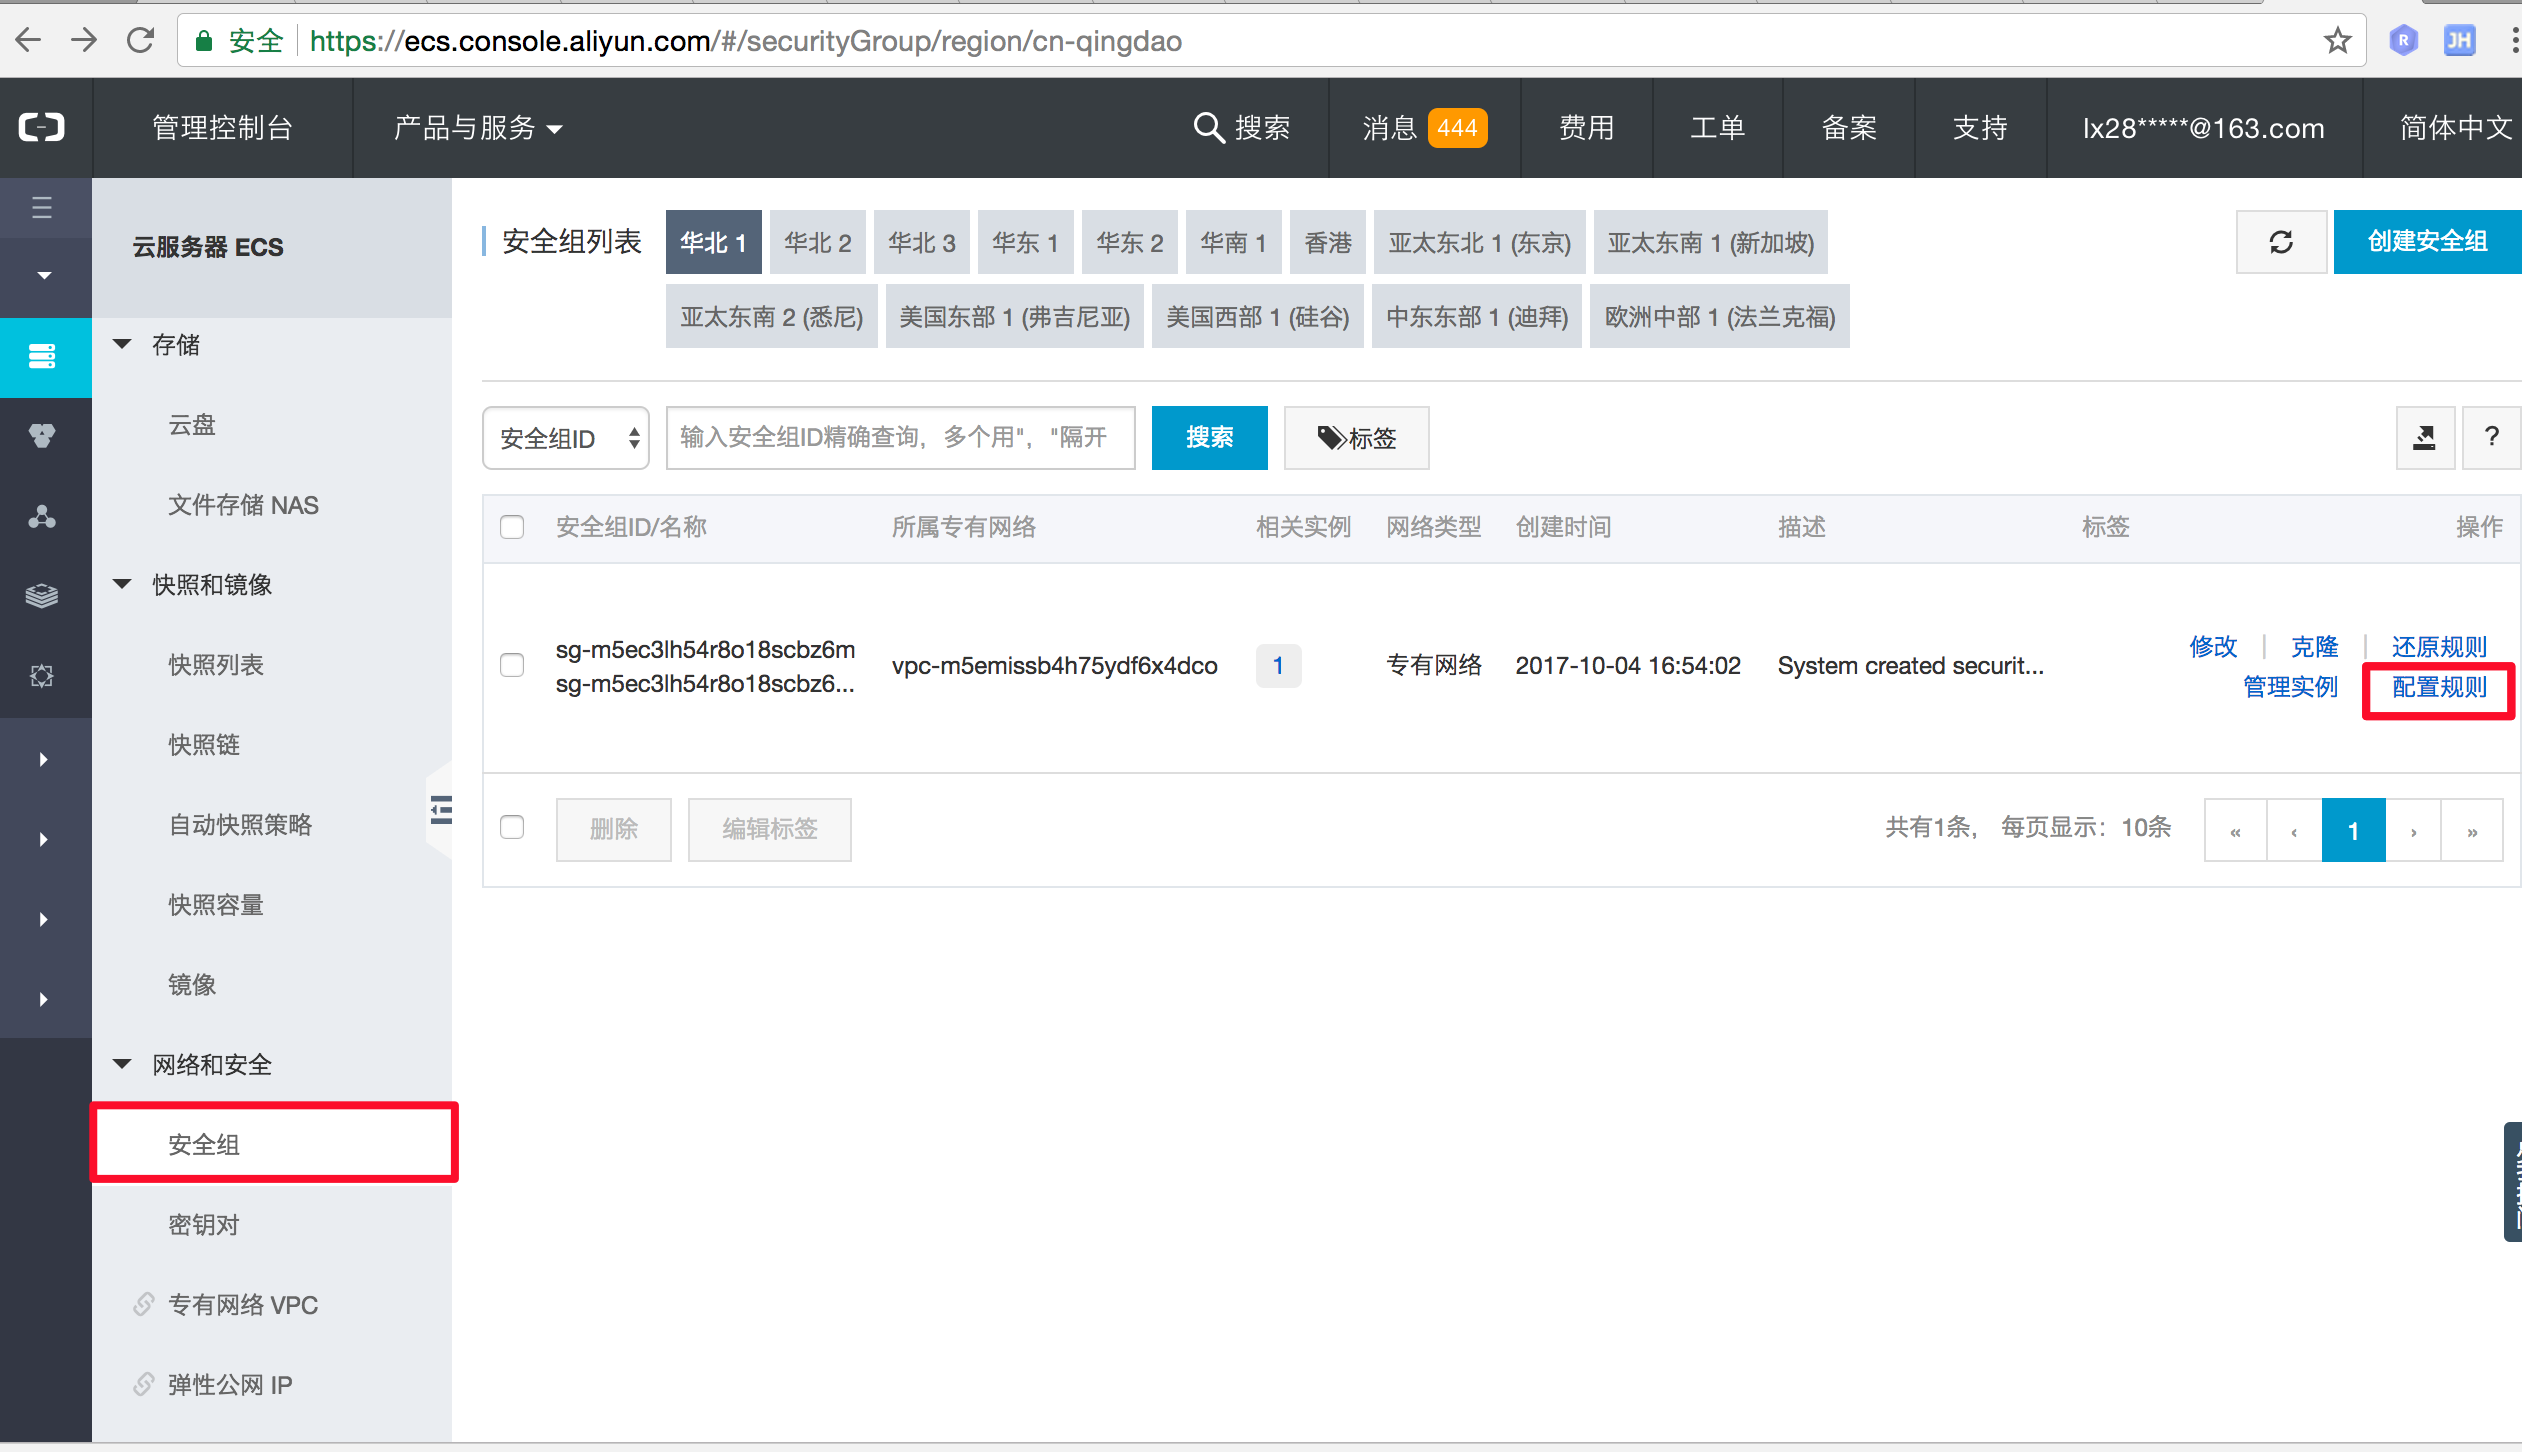 安全 https://ecs.console.aliyun.com/#/securityGroup/region/cn-qingdao
R JH
管理控制台 产品与服务 搜索 消息 444 费用 工单 备案 支持 lx28*****@163.com 简体中文
云服务器 ECS
存储
云盘
文件存储 NAS
快照和镜像
快照列表
快照链
自动快照策略
快照容量
镜像
网络和安全
安全组
密钥对
专有网络 VPC
弹性公网 IP
安全组列表 华北 1 华北 2 华北 3 华东 1 华东 2 华南 1 香港 亚太东北 1 (东京) 亚太东南 1 (新加坡) 创建安全组
亚太东南 2 (悉尼) 美国东部 1 (弗吉尼亚) 美国西部 1 (硅谷) 中东东部 1 (迪拜) 欧洲中部 1 (法兰克福)
安全组ID 输入安全组ID精确查询，多个用"，"隔开 搜索 标签 ?
安全组ID/名称 所属专有网络 相关实例 网络类型 创建时间 描述 标签 操作
sg-m5ec3lh54r8o18scbz6m
sg-m5ec3lh54r8o18scbz6...
vpc-m5emissb4h75ydf6x4dco 1 专有网络 2017-10-04 16:54:02 System created securit...
修改 | 克隆 | 还原规则
管理实例 配置规则
删除 编辑标签 共有1条， 每页显示：10条 « ‹ 1 › »